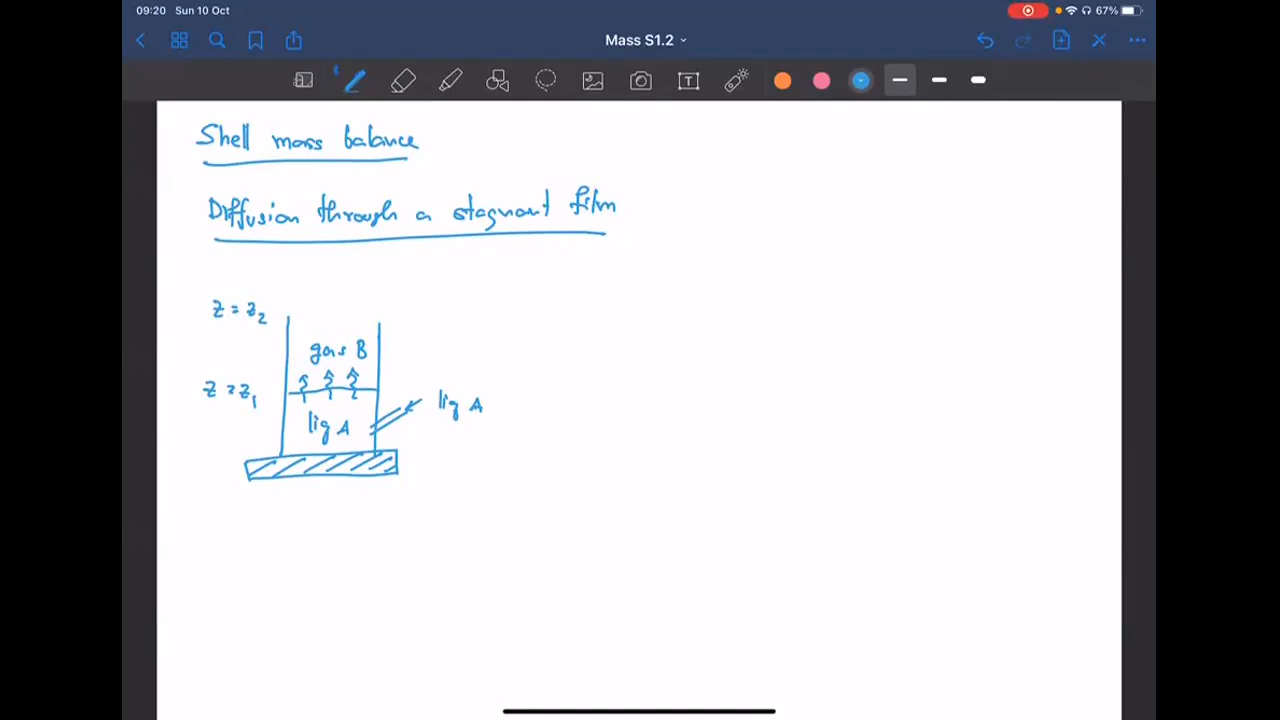 09:20 Sun 10 Oct
67%
Mass S1.2
T
Shell mass balance
Diffusion through a stagnant film
z = z2
gas B
z = z1
liq A
liq A